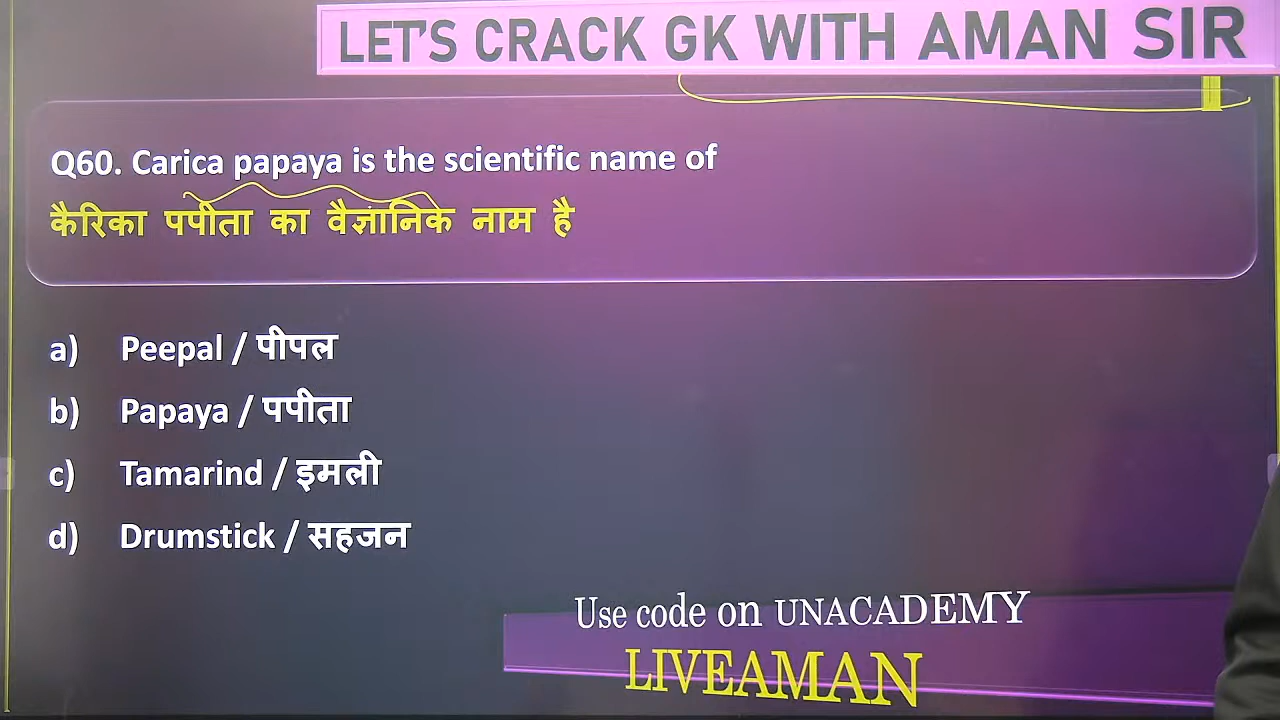 LET'S CRACK GK WITH AMAN SIR
Q60. Carica papaya is the scientific name of
कैरिका पपीता का वैज्ञानिक नाम है
a) Peepal / पीपल
b) Papaya / पपीता
c) Tamarind / इमली
d) Drumstick / सहजन
Use code on UNACADEMY
LIVEAMAN